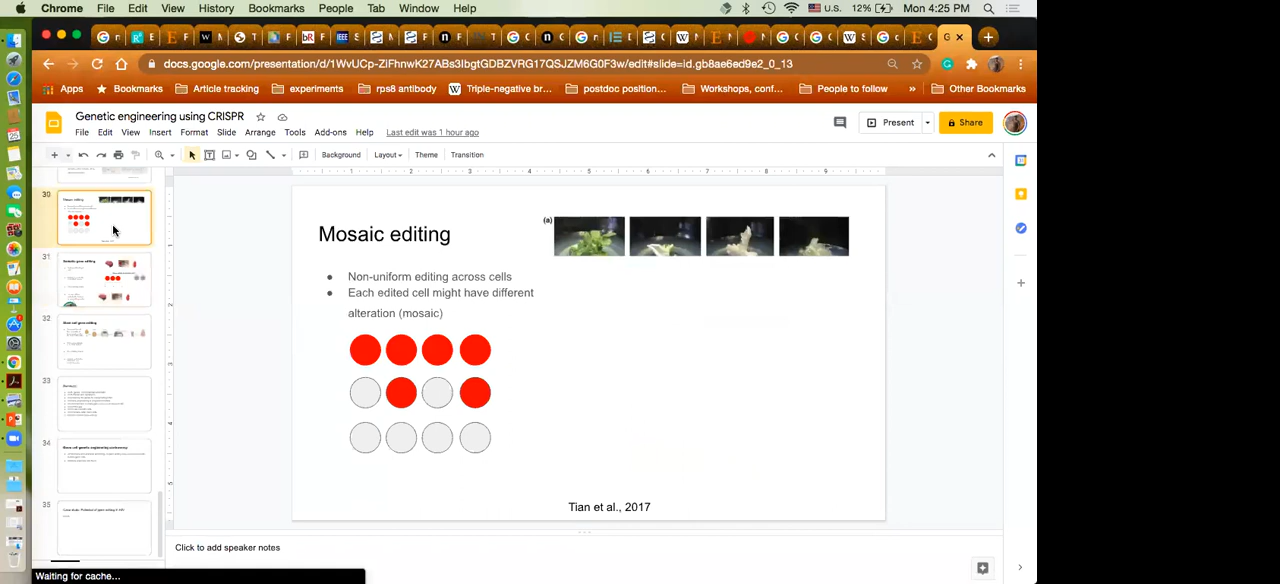 Chrome File Edit View History Bookmarks People Tab Window Help
U.S. 12% Mon 4:25 PM
docs.google.com/presentation/d/1WvUCp-ZlFhnwK27ABs3IbgtGDBZVRG17QSJZM6G0F3w/edit#slide=id.gb8ae6ed9e2_0_13
Apps Bookmarks Article tracking experiments rps8 antibody Triple-negative br... postdoc position... Workshops, conf... People to follow » Other Bookmarks
Genetic engineering using CRISPR
File Edit View Insert Format Slide Arrange Tools Add-ons Help Last edit was 1 hour ago
Present Share
Background Layout Theme Transition
30
31
32
33
34
35
Mosaic editing
(a)
● Non-uniform editing across cells
● Each edited cell might have different
alteration (mosaic)
Tian et al., 2017
Click to add speaker notes
Waiting for cache...